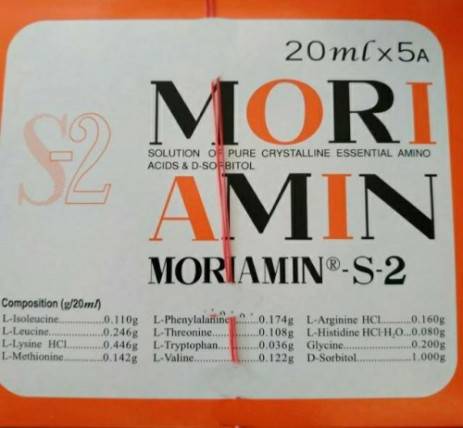 20mlx5A
S-2
MORI
SOLUTION OF PURE CRYSTALLINE ESSENTIAL AMINO
ACIDS & D-SORBITOL
AMIN
MORIAMIN®-S-2
Composition (g/20ml)
L-Isoleucine..............0.110g
L-Leucine.................0.246g
L-Lysine HCl............0.446g
L-Methionine............0.142g
L-Phenylalanine........0.174g
L-Threonine..............0.108g
L-Tryptophan............0.036g
L-Valine....................0.122g
L-Arginine HCl.........0.160g
L-Histidine HCl·H₂O...0.080g
Glycine.....................0.200g
D-Sorbitol.................1.000g